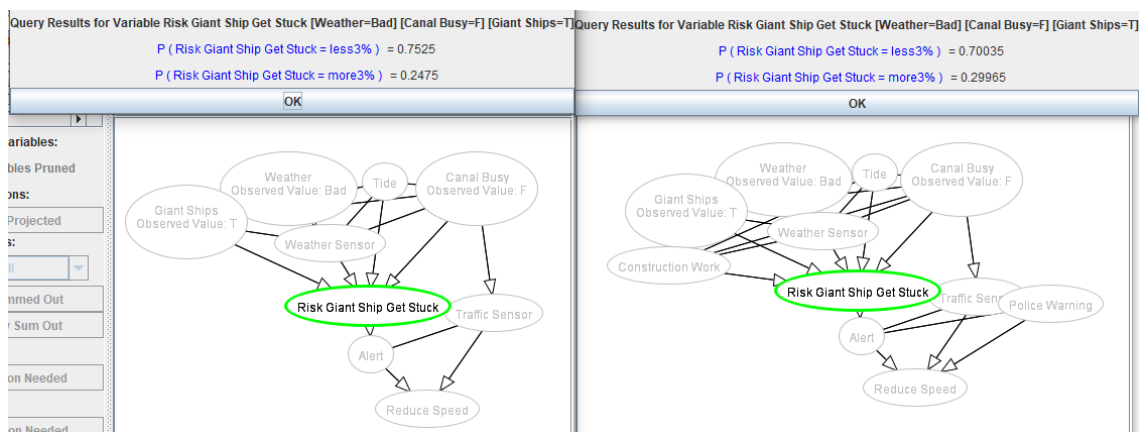 Query Results for Variable Risk Giant Ship Get Stuck [Weather=Bad] [Canal Busy=F] [Giant Ships=T]
P ( Risk Giant Ship Get Stuck = less3% ) = 0.7525
P ( Risk Giant Ship Get Stuck = more3% ) = 0.2475
OK
ariables:
bles Pruned
ons:
Projected
s:
ll
mmed Out
y Sum Out
on Needed
on Needed
Weather
Observed Value: Bad
Tide
Canal Busy
Observed Value: F
Giant Ships
Observed Value: T
Weather Sensor
Risk Giant Ship Get Stuck
Traffic Sensor
Alert
Reduce Speed
Query Results for Variable Risk Giant Ship Get Stuck [Weather=Bad] [Canal Busy=F] [Giant Ships=T]
P ( Risk Giant Ship Get Stuck = less3% ) = 0.70035
P ( Risk Giant Ship Get Stuck = more3% ) = 0.29965
OK
Weather
Observed Value: Bad
Tide
Canal Busy
Observed Value: F
Giant Ships
Observed Value: T
Weather Sensor
Construction Work
Risk Giant Ship Get Stuck
Traffic Sens
Police Warning
Alert
Reduce Speed